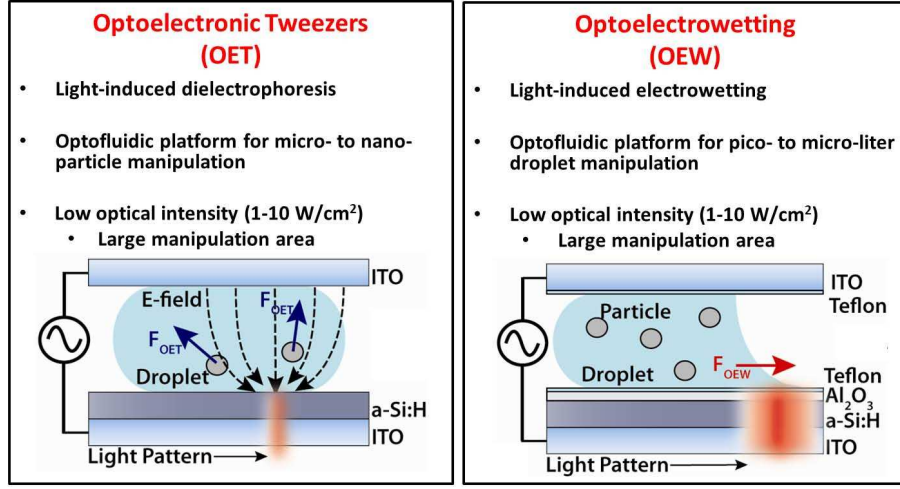 Optoelectronic Tweezers
(OET)
• Light-induced dielectrophoresis
• Optofluidic platform for micro- to nano-
particle manipulation
• Low optical intensity (1-10 W/cm²)
• Large manipulation area
ITO
E-field
F_OET
F_OET
Droplet
a-Si:H
ITO
Light Pattern
Optoelectrowetting
(OEW)
• Light-induced electrowetting
• Optofluidic platform for pico- to micro-liter
droplet manipulation
• Low optical intensity (1-10 W/cm²)
• Large manipulation area
ITO
Teflon
Particle
Droplet
F_OEW
Teflon
Al₂O₃
a-Si:H
ITO
Light Pattern